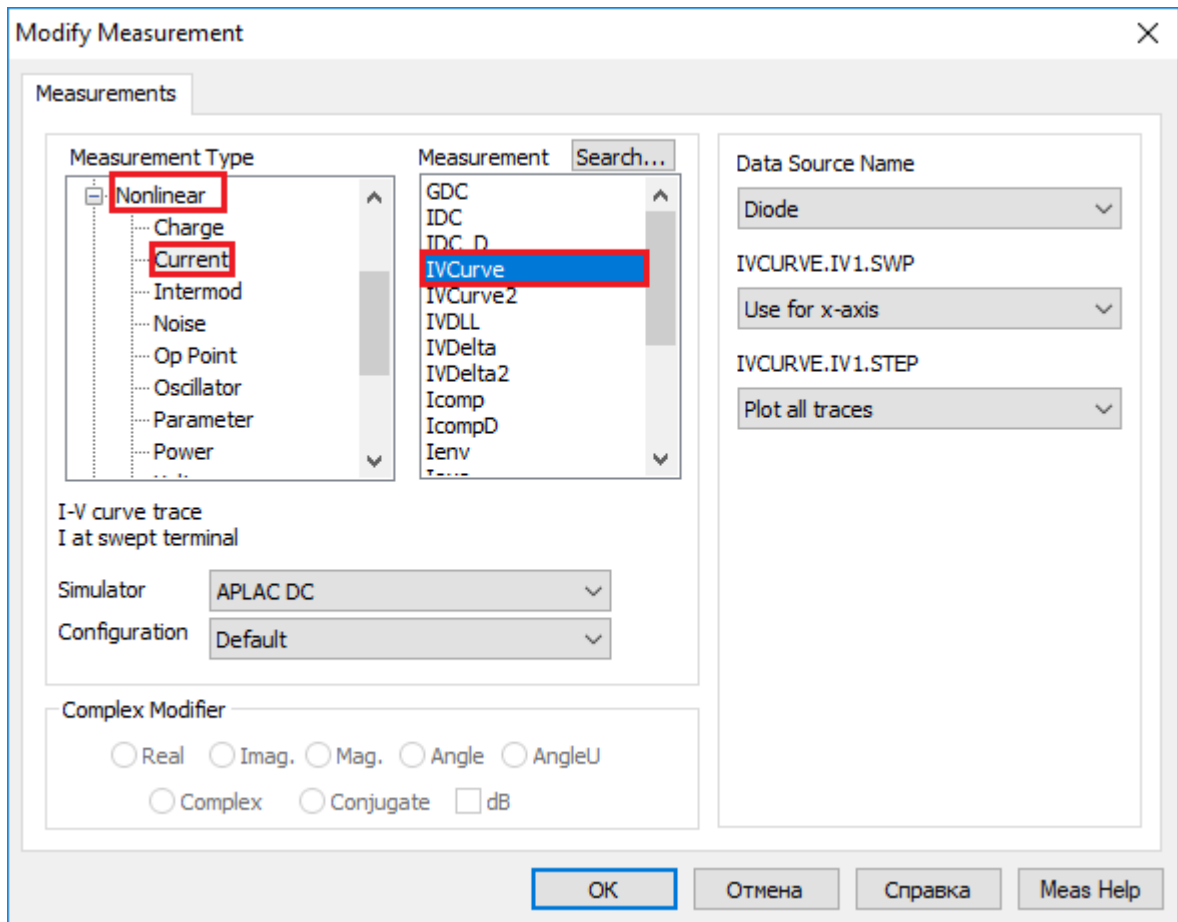 Modify Measurement
Measurements
Measurement Type
Nonlinear
Charge
Current
Intermod
Noise
Op Point
Oscillator
Parameter
Power
Measurement Search...
GDC
IDC
IDC_D
IVCurve
IVCurve2
IVDLL
IVDelta
IVDelta2
Icomp
IcompD
Ienv
I-V curve trace
I at swept terminal
Simulator APLAC DC
Configuration Default
Complex Modifier
Real Imag. Mag. Angle AngleU
Complex Conjugate dB
Data Source Name
Diode
IVCURVE.IV1.SWP
Use for x-axis
IVCURVE.IV1.STEP
Plot all traces
OK Отмена Справка Meas Help